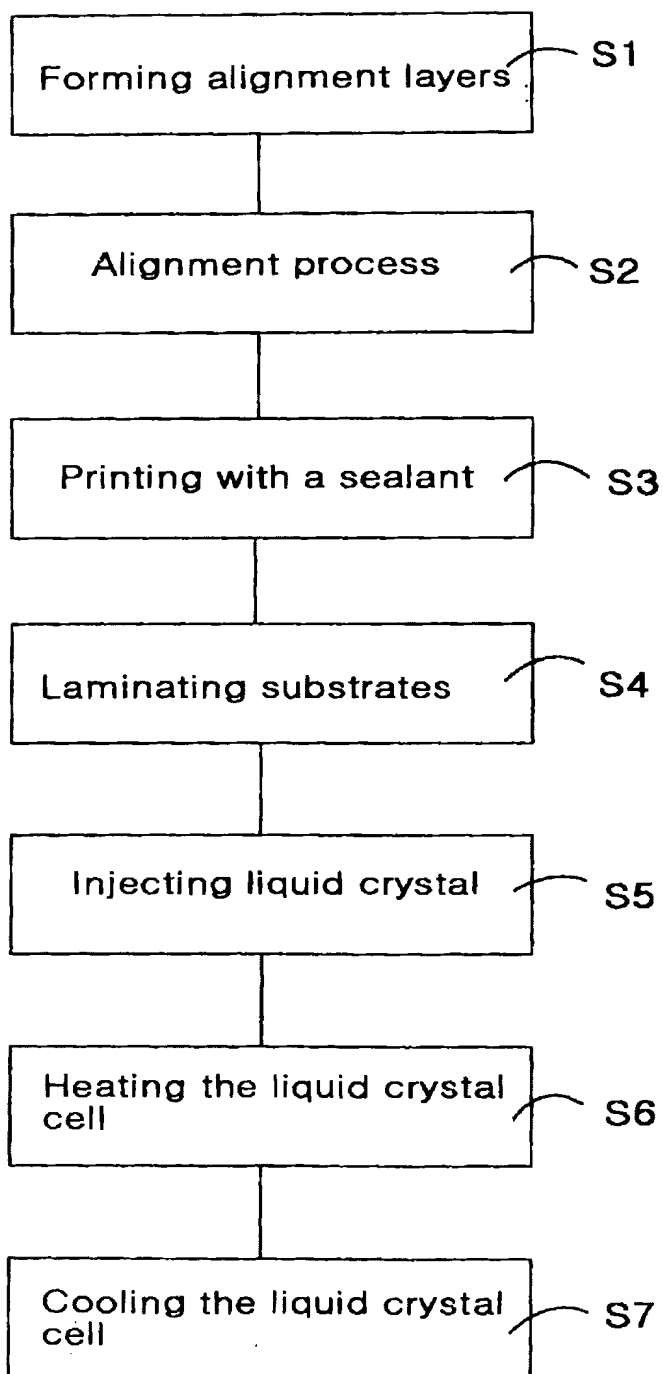 Forming alignment layers
S1
Alignment process
S2
Printing with a sealant
S3
Laminating substrates
S4
Injecting liquid crystal
S5
Heating the liquid crystal
cell
S6
Cooling the liquid crystal
cell
S7